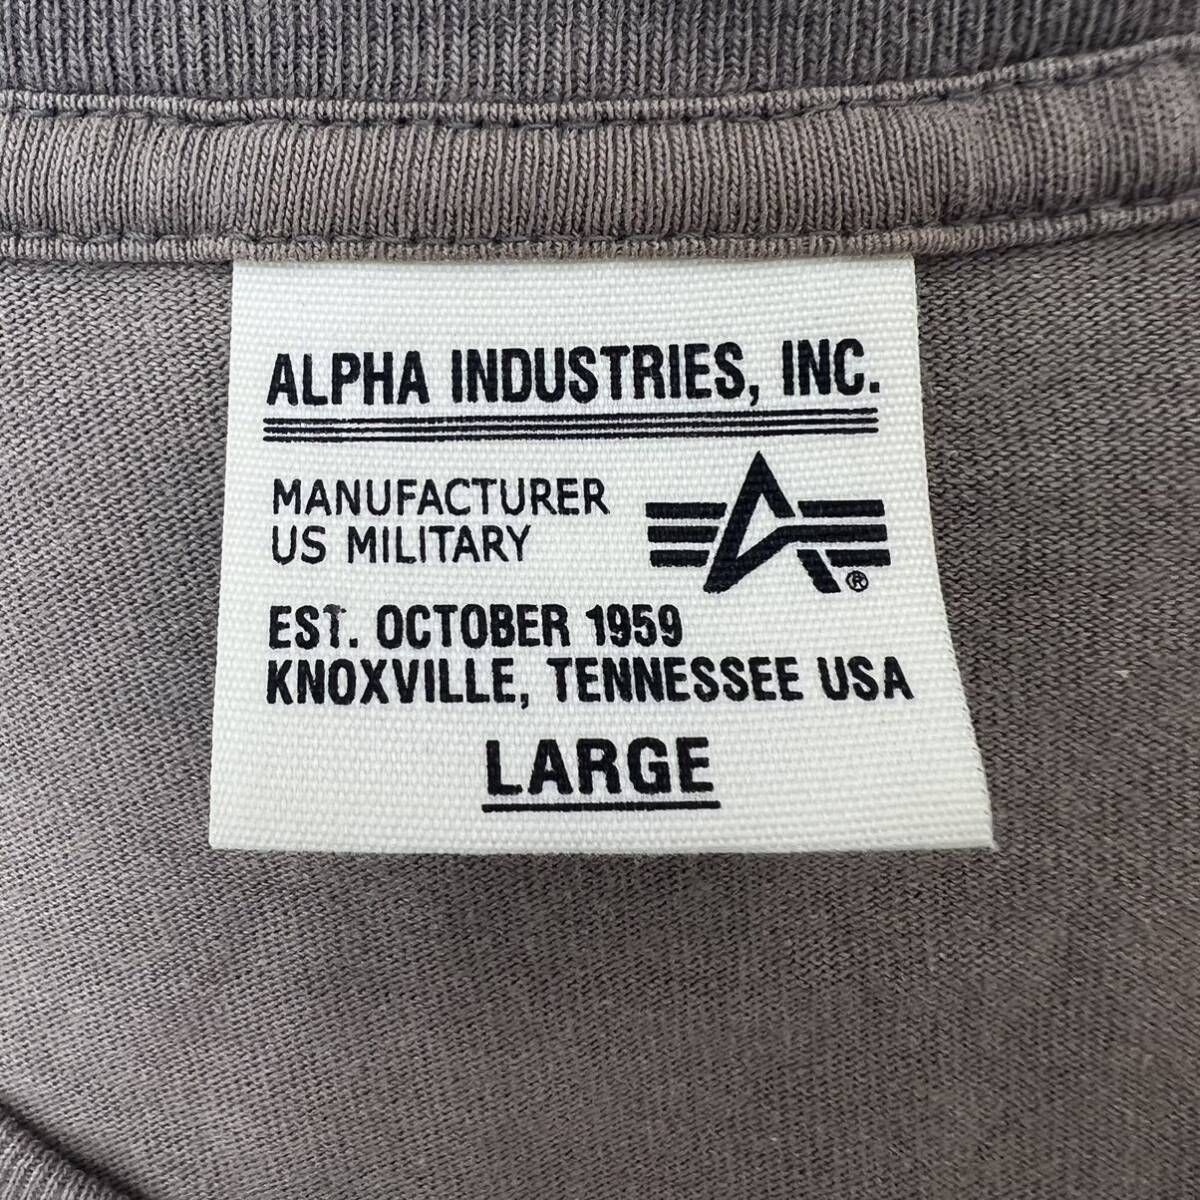 ALPHA INDUSTRIES, INC.
MANUFACTURER
US MILITARY
®
EST. OCTOBER 1959
KNOXVILLE, TENNESSEE USA
LARGE